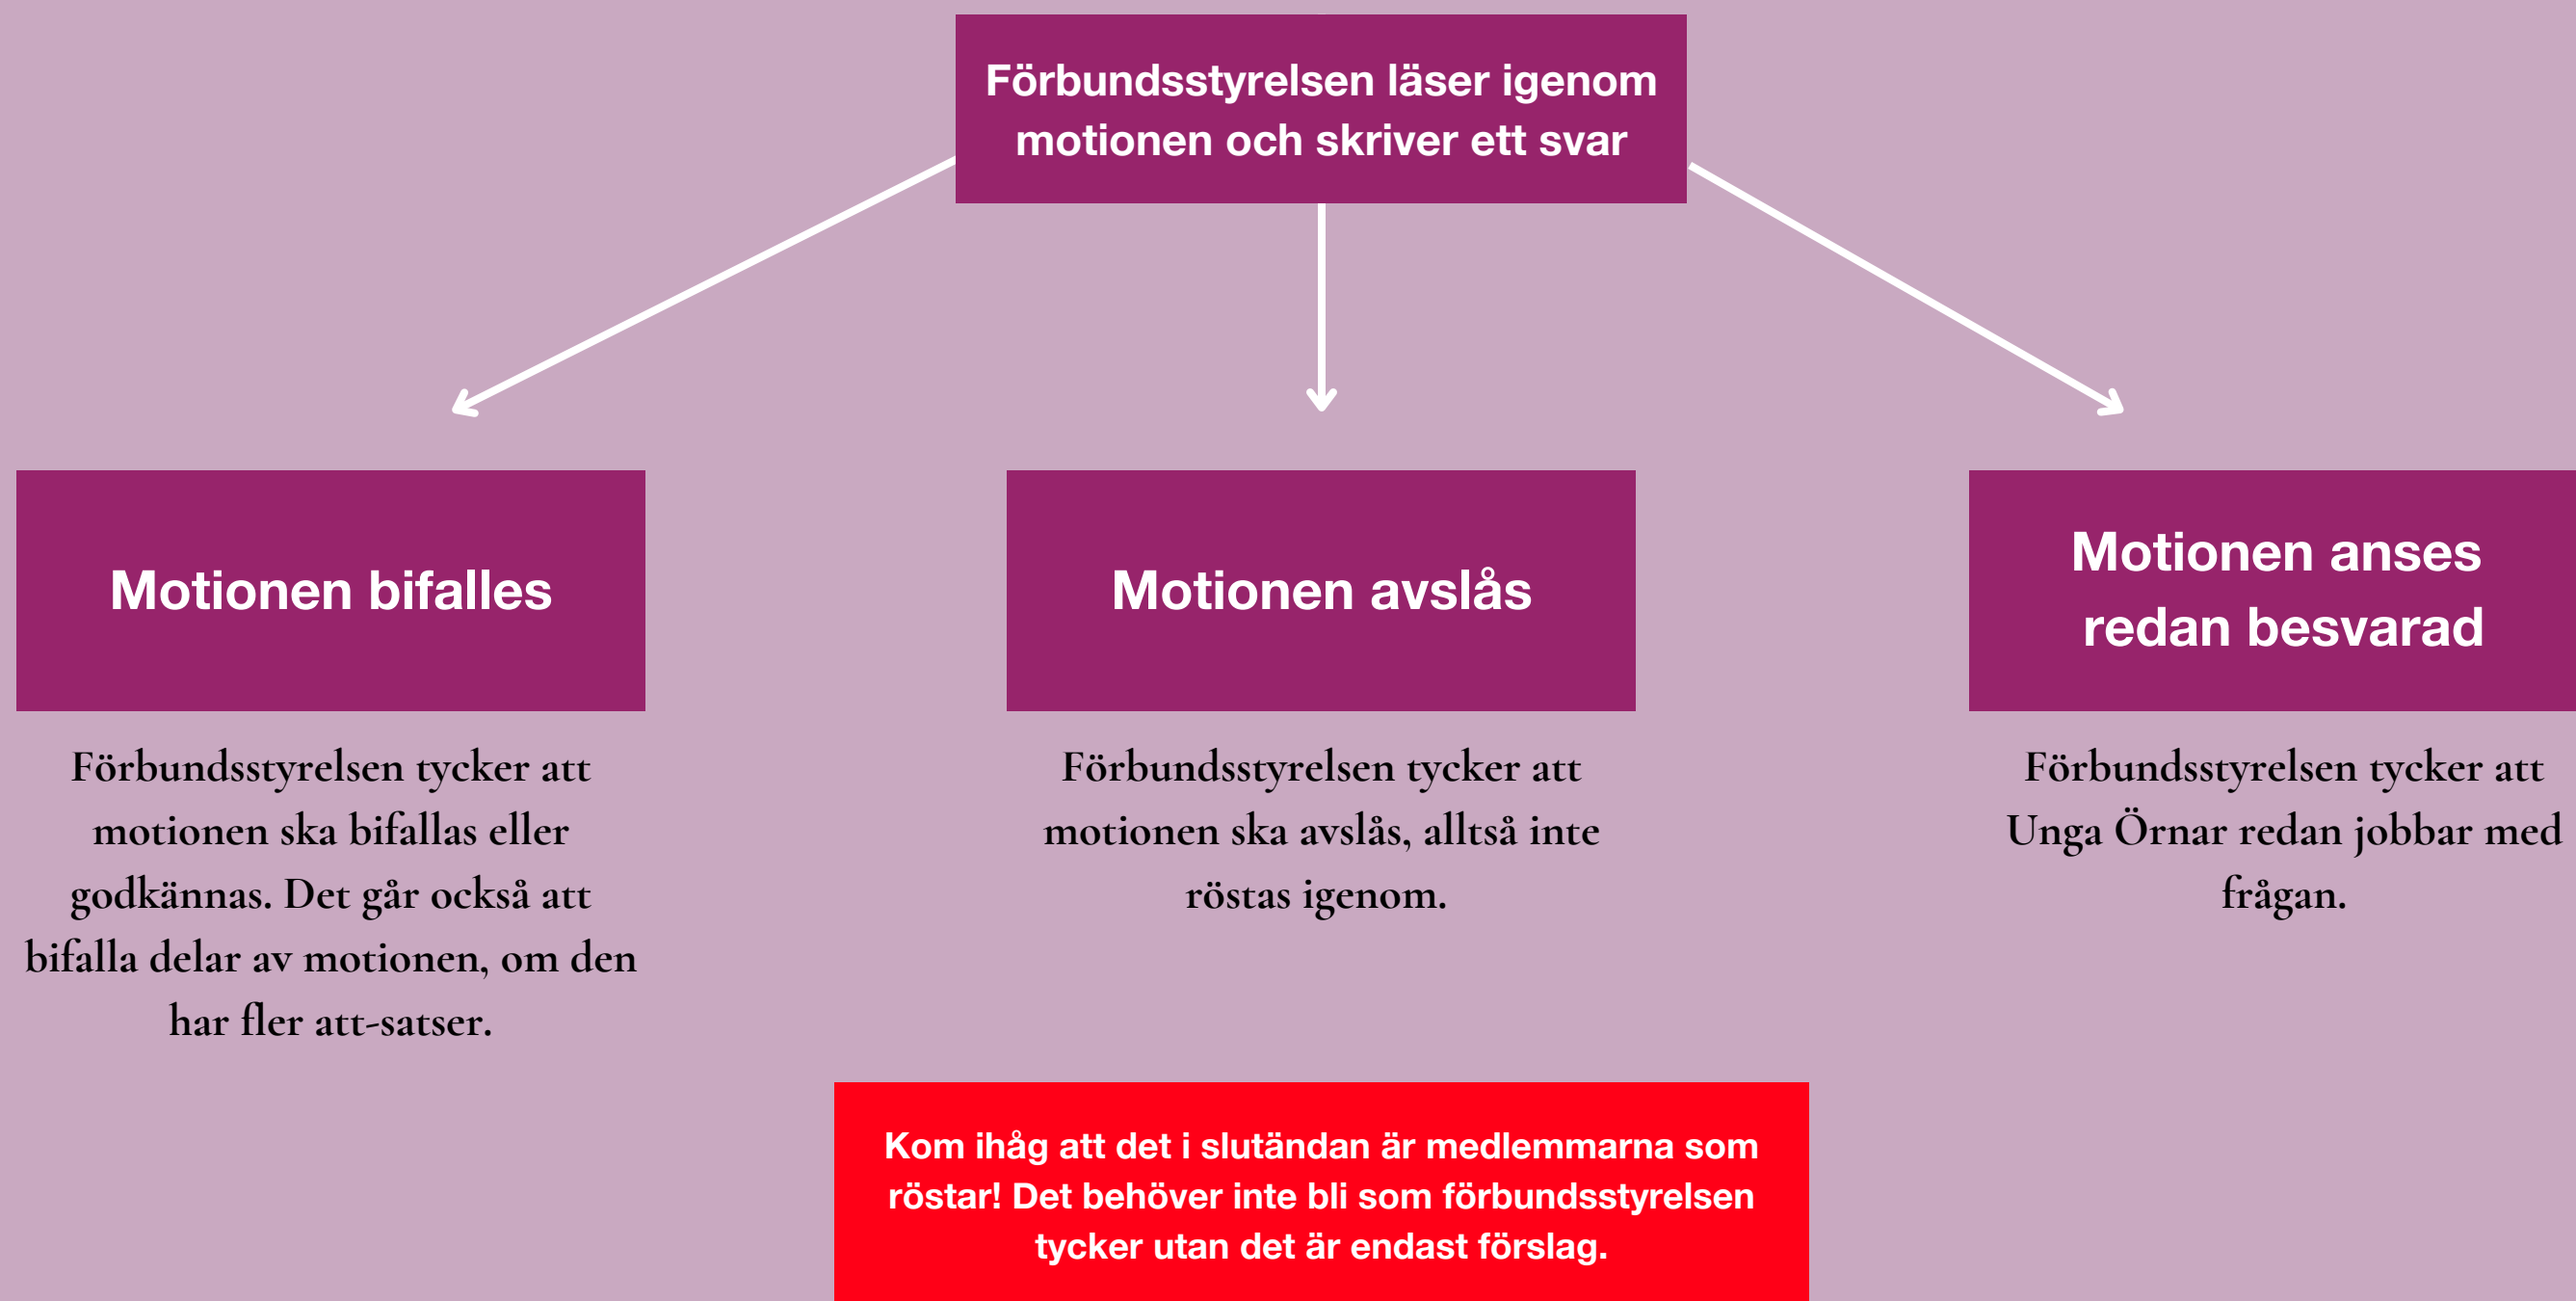 Förbundsstyrelsen läser igenom
motionen och skriver ett svar
Motionen bifalles
Förbundsstyrelsen tycker att
motionen ska bifallas eller
godkännas. Det går också att
bifalla delar av motionen, om den
har fler att-satser.
Motionen avslås
Förbundsstyrelsen tycker att
motionen ska avslås, alltså inte
röstas igenom.
Motionen anses
redan besvarad
Förbundsstyrelsen tycker att
Unga Örnar redan jobbar med
frågan.
Kom ihåg att det i slutändan är medlemmarna som
röstar! Det behöver inte bli som förbundsstyrelsen
tycker utan det är endast förslag.